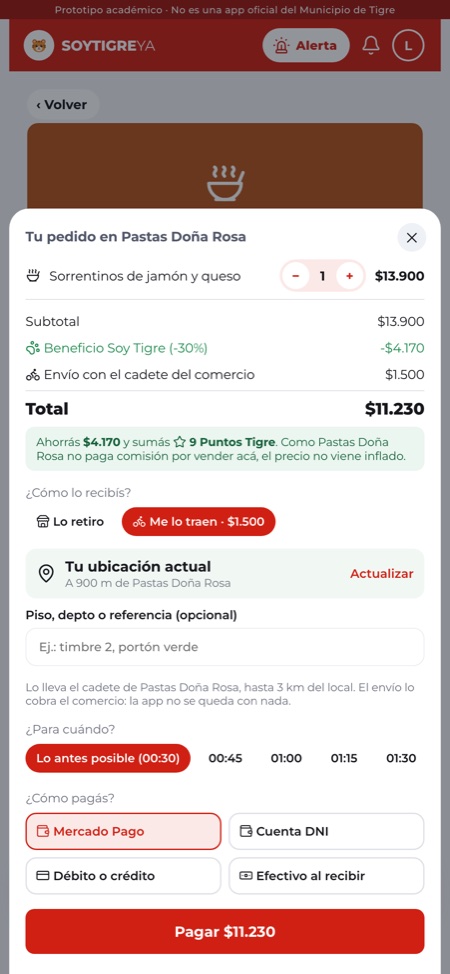 Prototipo académico · No es una app oficial del Municipio de Tigre
SOYTIGREYA
Alerta
L
‹ Volver
Tu pedido en Pastas Doña Rosa
Sorrentinos de jamón y queso − 1 + $13.900
Subtotal $13.900
Beneficio Soy Tigre (-30%) -$4.170
Envío con el cadete del comercio $1.500
Total $11.230
Ahorrás $4.170 y sumás 9 Puntos Tigre. Como Pastas Doña
Rosa no paga comisión por vender acá, el precio no viene inflado.
¿Cómo lo recibís?
Lo retiro Me lo traen · $1.500
Tu ubicación actual
A 900 m de Pastas Doña Rosa
Actualizar
Piso, depto o referencia (opcional)
Ej.: timbre 2, portón verde
Lo lleva el cadete de Pastas Doña Rosa, hasta 3 km del local. El envío lo
cobra el comercio: la app no se queda con nada.
¿Para cuándo?
Lo antes posible (00:30) 00:45 01:00 01:15 01:30
¿Cómo pagás?
Mercado Pago Cuenta DNI
Débito o crédito Efectivo al recibir
Pagar $11.230